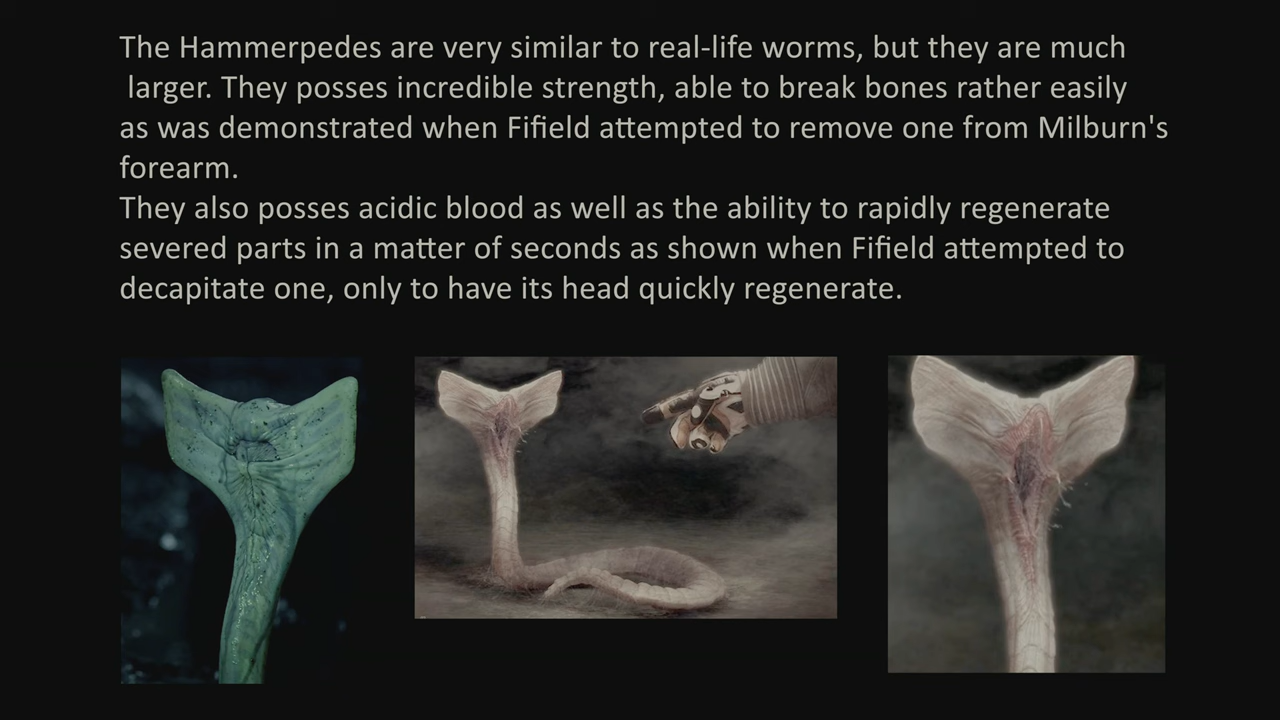 The Hammerpedes are very similar to real-life worms, but they are much
larger. They posses incredible strength, able to break bones rather easily
as was demonstrated when Fifield attempted to remove one from Milburn's
forearm.
They also posses acidic blood as well as the ability to rapidly regenerate
severed parts in a matter of seconds as shown when Fifield attempted to
decapitate one, only to have its head quickly regenerate.